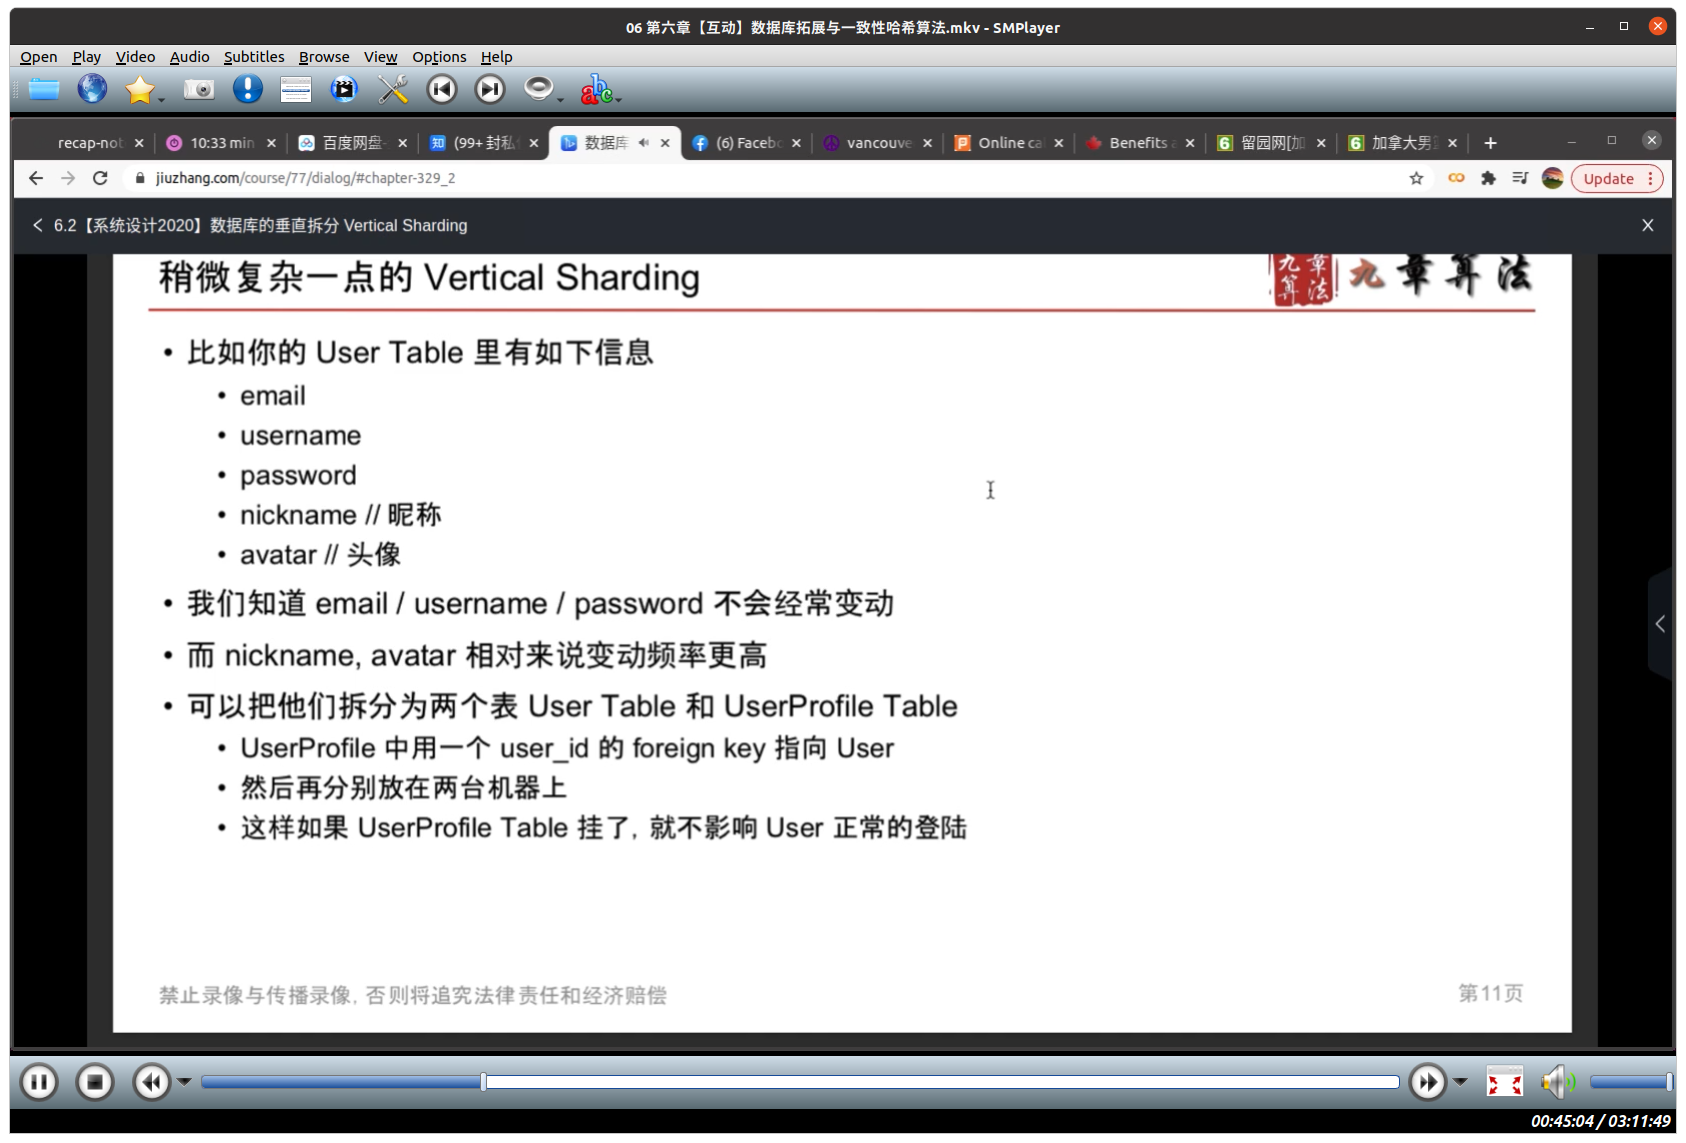 06 第六章【互动】数据库拓展与一致性哈希算法.mkv - SMPlayer
Open Play Video Audio Subtitles Browse View Options Help
recap-not 10:33 min 百度网盘- (99+ 封私 数据库 (6) Facebo vancouve Online ca Benefits a 留园网[加 加拿大男
jiuzhang.com/course/77/dialog/#chapter-329_2
Update
6.2【系统设计2020】数据库的垂直拆分 Vertical Sharding
稍微复杂一点的 Vertical Sharding
九章算法 九章算法
• 比如你的 User Table 里有如下信息
• email
• username
• password
• nickname // 昵称
• avatar // 头像
• 我们知道 email / username / password 不会经常变动
• 而 nickname, avatar 相对来说变动频率更高
• 可以把他们拆分为两个表 User Table 和 UserProfile Table
• UserProfile 中用一个 user_id 的 foreign key 指向 User
• 然后再分别放在两台机器上
• 这样如果 UserProfile Table 挂了, 就不影响 User 正常的登陆
禁止录像与传播录像, 否则将追究法律责任和经济赔偿
第11页
00:45:04 / 03:11:49